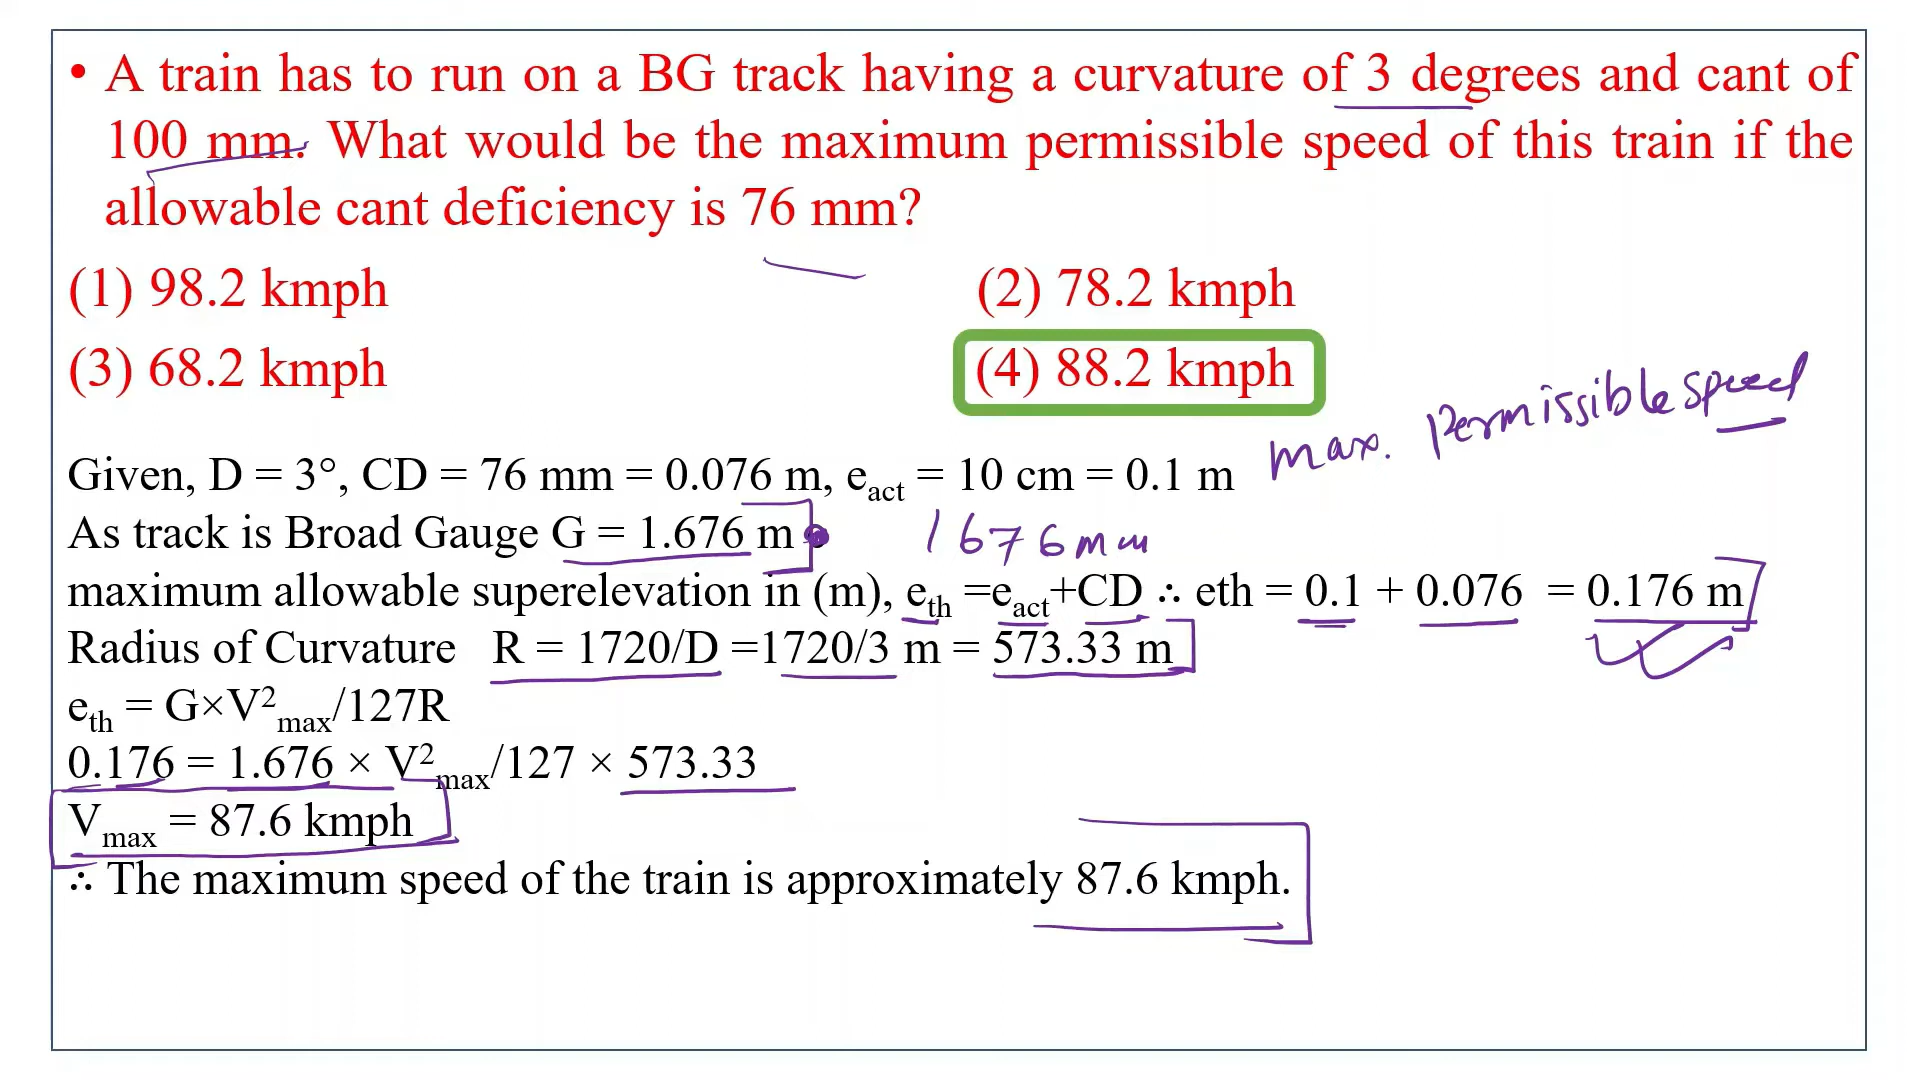 • A train has to run on a BG track having a curvature of 3 degrees and cant of
100 mm. What would be the maximum permissible speed of this train if the
allowable cant deficiency is 76 mm?
(1) 98.2 kmph (2) 78.2 kmph
(3) 68.2 kmph (4) 88.2 kmph
max. permissible speed
Given, D = 3°, CD = 76 mm = 0.076 m, eact = 10 cm = 0.1 m
As track is Broad Gauge G = 1.676 m 1676mm
maximum allowable superelevation in (m), eth =eact+CD ∴ eth = 0.1 + 0.076 = 0.176 m
Radius of Curvature R = 1720/D =1720/3 m = 573.33 m
eth = G×V²max/127R
0.176 = 1.676 × V²max/127 × 573.33
Vmax = 87.6 kmph
∴ The maximum speed of the train is approximately 87.6 kmph.